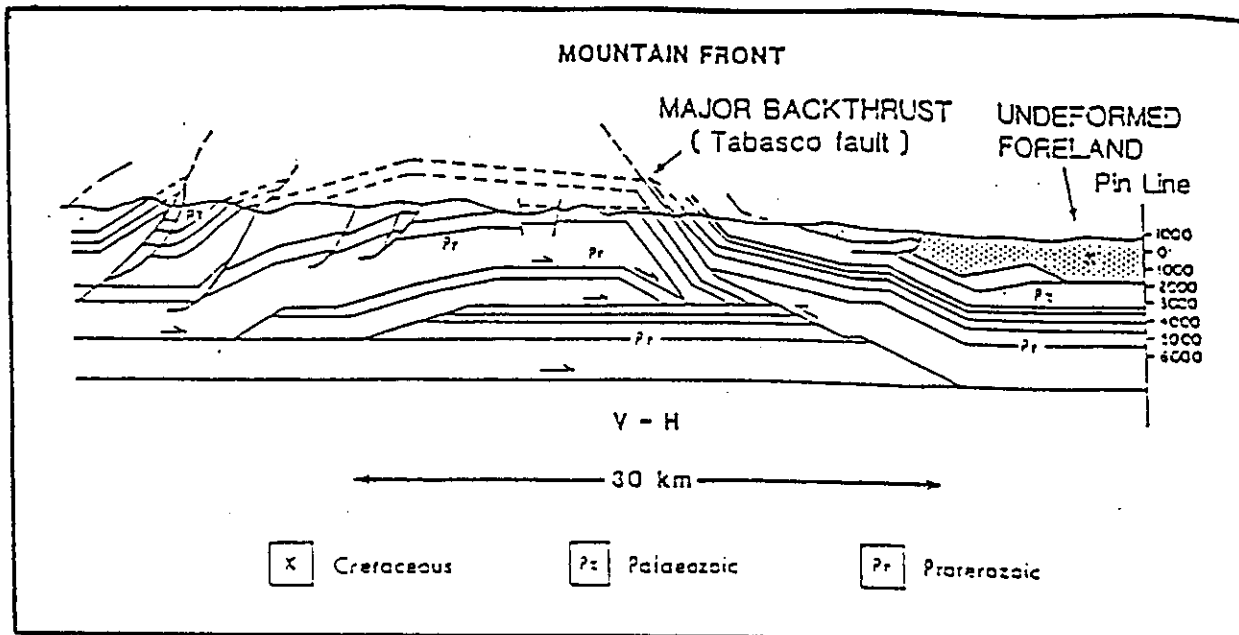 MOUNTAIN FRONT
MAJOR BACKTHRUST
( Tabasco fault )
UNDEFORMED
FORELAND
Pin Line
Pz
Pr
Pr
K
1000
0
1000
2000
3000
4000
5000
6000
Pz
Pr
Pr
V - H
30 km
K Cretaceous
Pz Palaeozoic
Pr Proterozoic